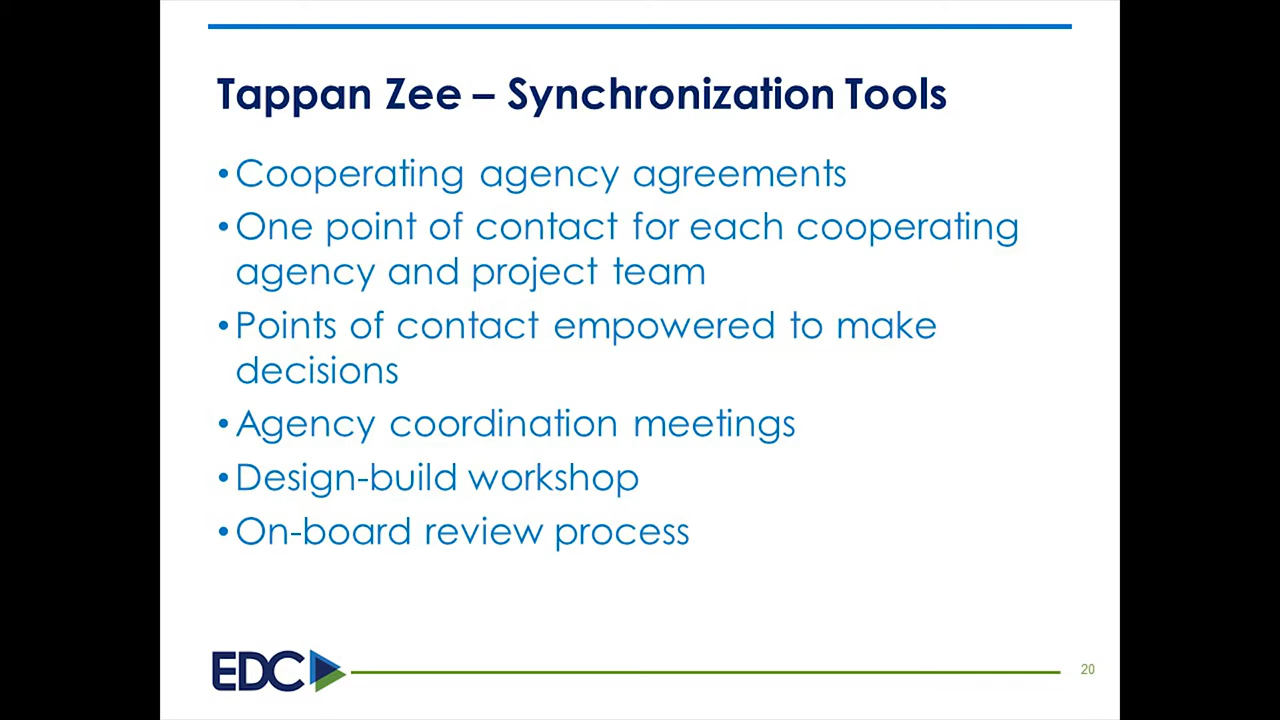 Tappan Zee – Synchronization Tools
•Cooperating agency agreements
•One point of contact for each cooperating
agency and project team
•Points of contact empowered to make
decisions
•Agency coordination meetings
•Design-build workshop
•On-board review process
EDC
20